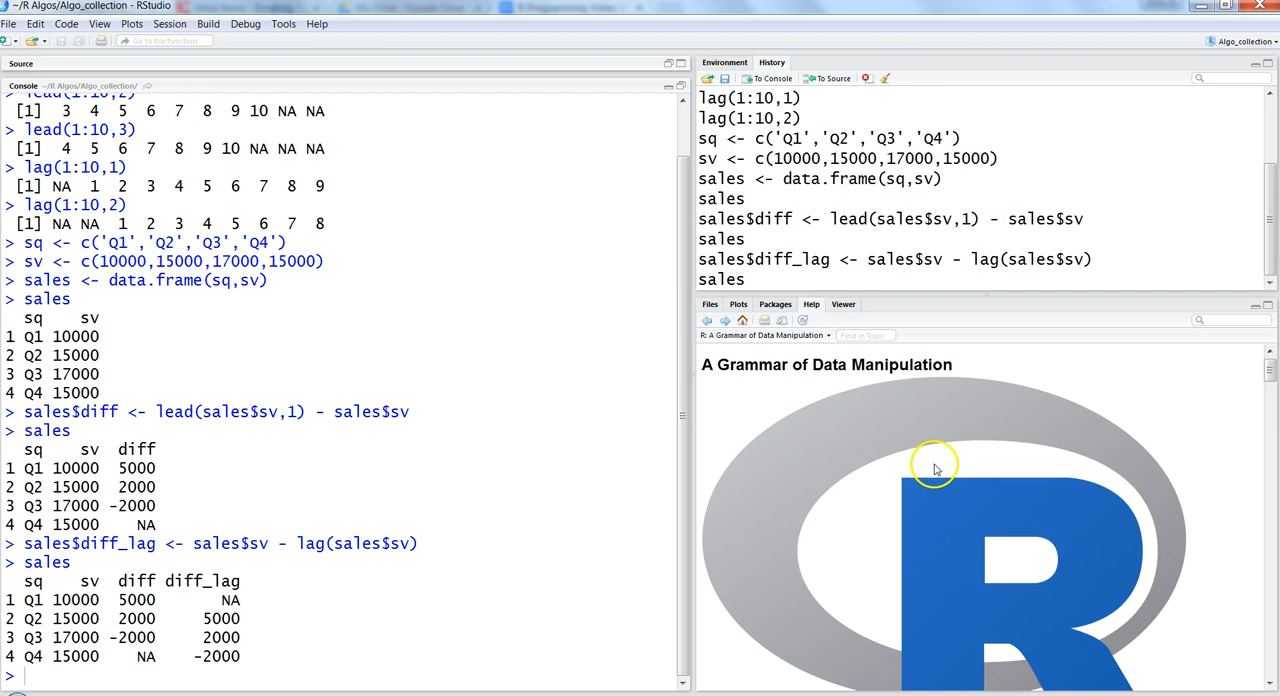 ~/R Algos/Algo_collection - RStudio
File Edit Code View Plots Session Build Debug Tools Help
Go to file/function
Algo_collection
Source
Console ~/R Algos/Algo_collection/
> lead(1:10,2)
[1] 3 4 5 6 7 8 9 10 NA NA
> lead(1:10,3)
[1] 4 5 6 7 8 9 10 NA NA NA
> lag(1:10,1)
[1] NA 1 2 3 4 5 6 7 8 9
> lag(1:10,2)
[1] NA NA 1 2 3 4 5 6 7 8
> sq <- c('Q1','Q2','Q3','Q4')
> sv <- c(10000,15000,17000,15000)
> sales <- data.frame(sq,sv)
> sales
sq sv
1 Q1 10000
2 Q2 15000
3 Q3 17000
4 Q4 15000
> sales$diff <- lead(sales$sv,1) - sales$sv
> sales
sq sv diff
1 Q1 10000 5000
2 Q2 15000 2000
3 Q3 17000 -2000
4 Q4 15000 NA
> sales$diff_lag <- sales$sv - lag(sales$sv)
> sales
sq sv diff diff_lag
1 Q1 10000 5000 NA
2 Q2 15000 2000 5000
3 Q3 17000 -2000 2000
4 Q4 15000 NA -2000
>
Environment History
To Console To Source
lag(1:10,1)
lag(1:10,2)
sq <- c('Q1','Q2','Q3','Q4')
sv <- c(10000,15000,17000,15000)
sales <- data.frame(sq,sv)
sales
sales$diff <- lead(sales$sv,1) - sales$sv
sales
sales$diff_lag <- sales$sv - lag(sales$sv)
sales
Files Plots Packages Help Viewer
R: A Grammar of Data Manipulation Find in Topic
A Grammar of Data Manipulation
R